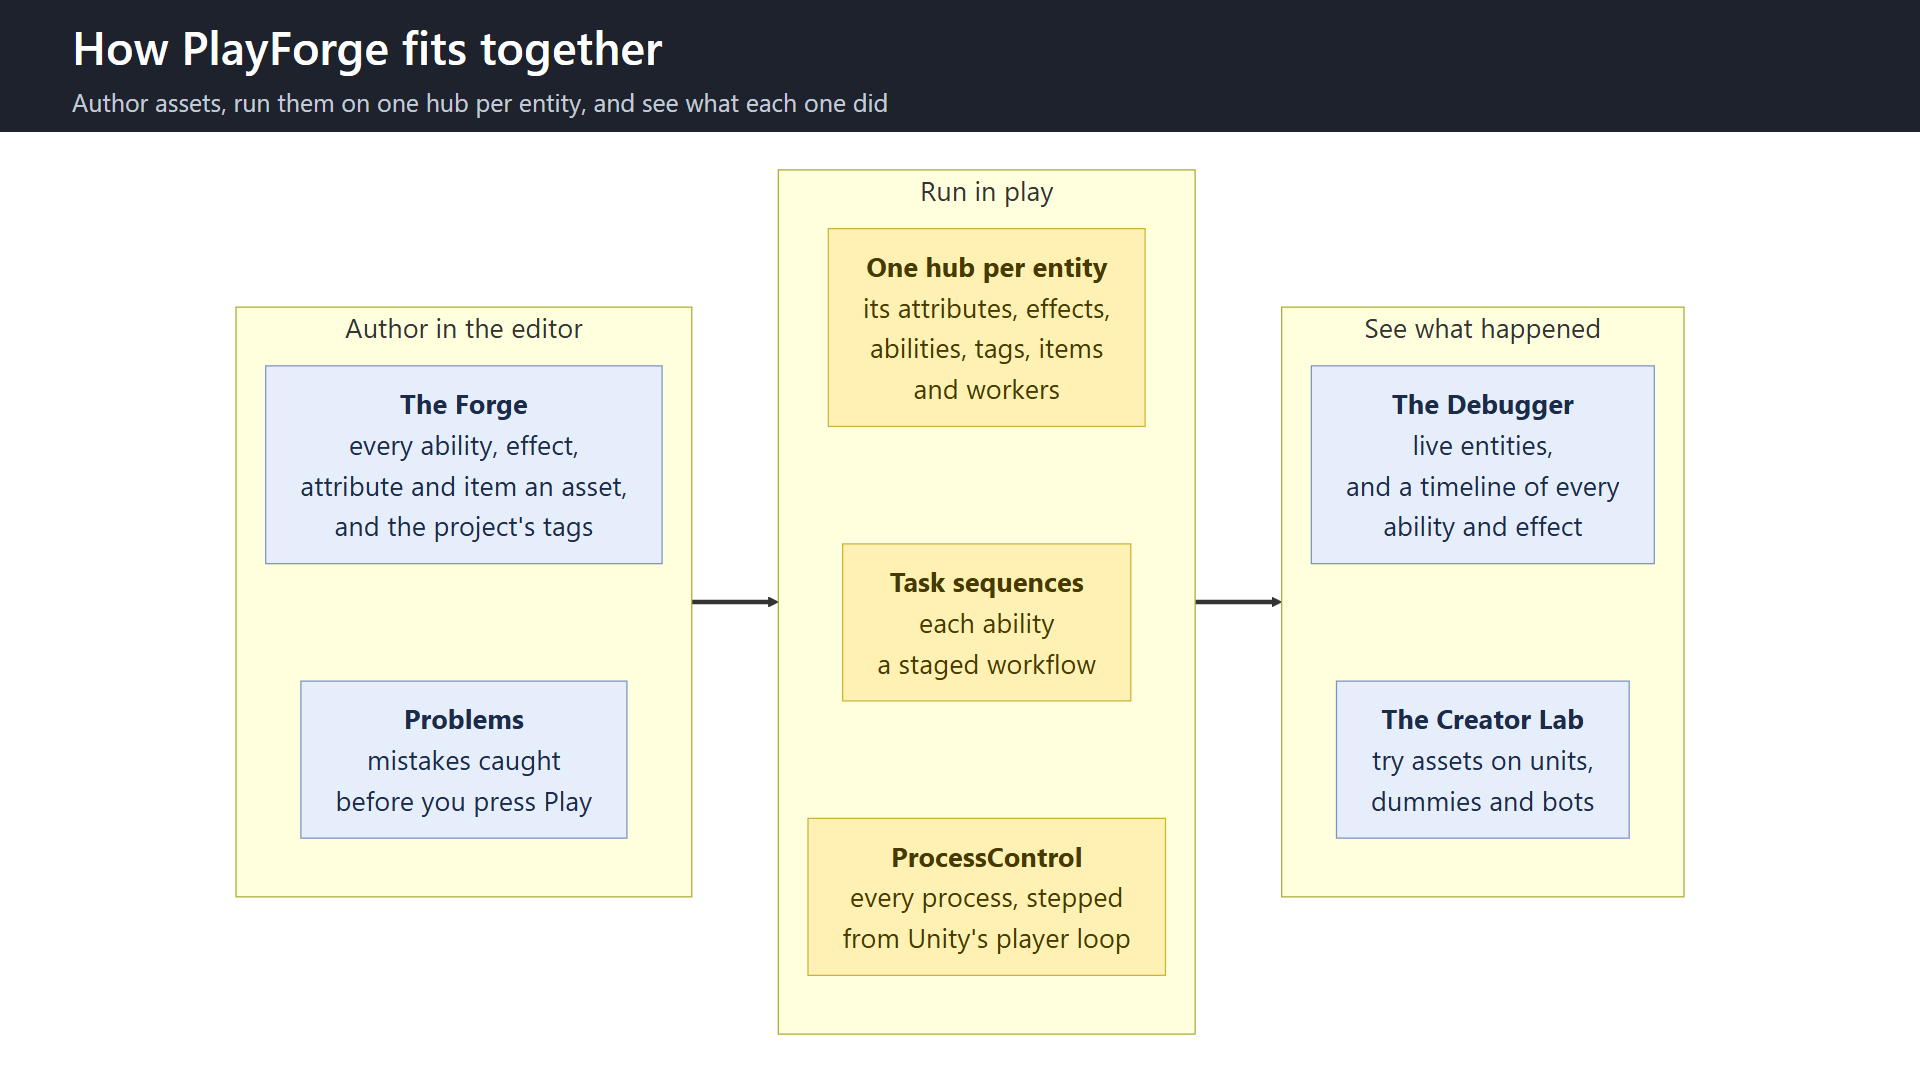 How PlayForge fits together
Author assets, run them on one hub per entity, and see what each one did
Author in the editor
The Forge
every ability, effect,
attribute and item an asset,
and the project's tags
Problems
mistakes caught
before you press Play
Run in play
One hub per entity
its attributes, effects,
abilities, tags, items
and workers
Task sequences
each ability
a staged workflow
ProcessControl
every process, stepped
from Unity's player loop
See what happened
The Debugger
live entities,
and a timeline of every
ability and effect
The Creator Lab
try assets on units,
dummies and bots